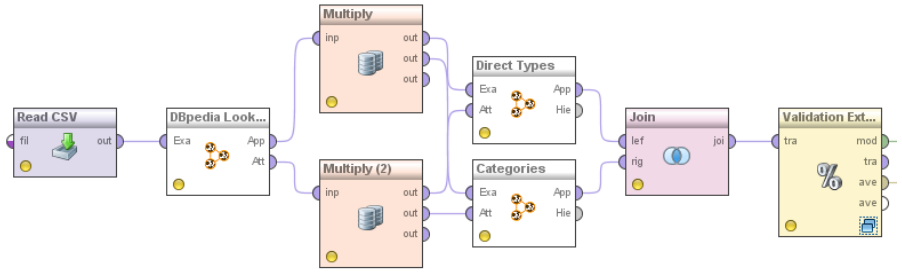 Read CSV
fil
out
DBpedia Look...
Exa
App
Att
Multiply
inp
out
out
out
Multiply (2)
inp
out
out
out
Direct Types
Exa
App
Att
Hie
Categories
Exa
App
Att
Hie
Join
lef
joi
rig
Validation Ext...
tra
mod
tra
ave
ave
%